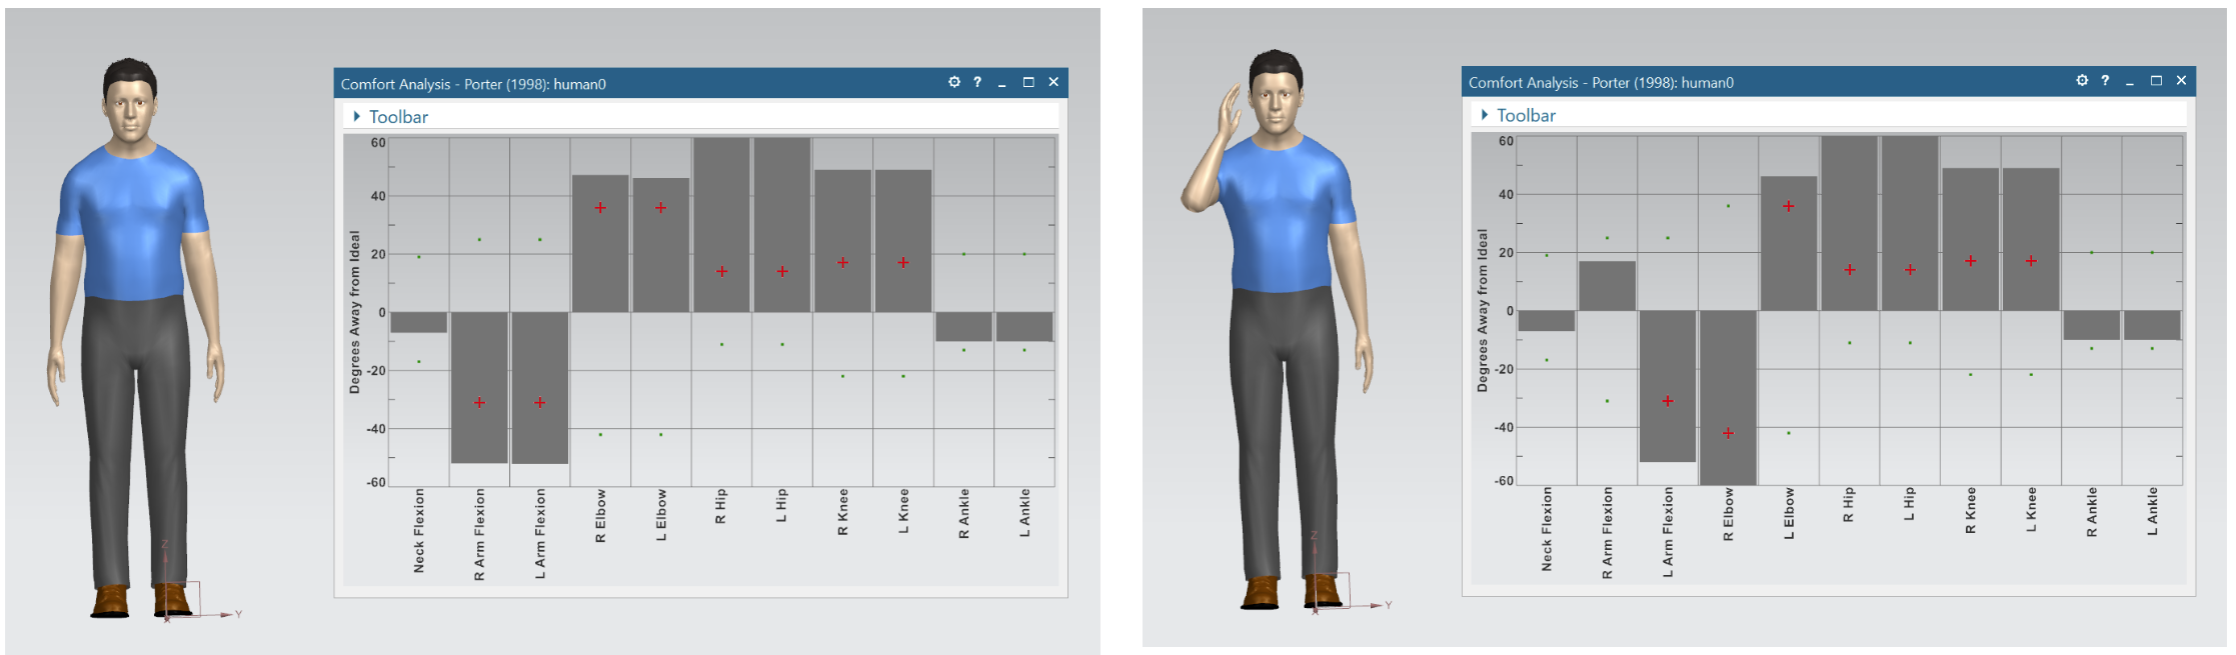 Comfort Analysis - Porter (1998): human0
?
Toolbar
Degrees Away from Ideal
60
40
20
0
-20
-40
-60
Neck Flexion
R Arm Flexion
L Arm Flexion
R Elbow
L Elbow
R Hip
L Hip
R Knee
L Knee
R Ankle
L Ankle
Z
X
Y
Comfort Analysis - Porter (1998): human0
?
Toolbar
Degrees Away from Ideal
60
40
20
0
-20
-40
-60
Neck Flexion
R Arm Flexion
L Arm Flexion
R Elbow
L Elbow
R Hip
L Hip
R Knee
L Knee
R Ankle
L Ankle
Z
X
Y